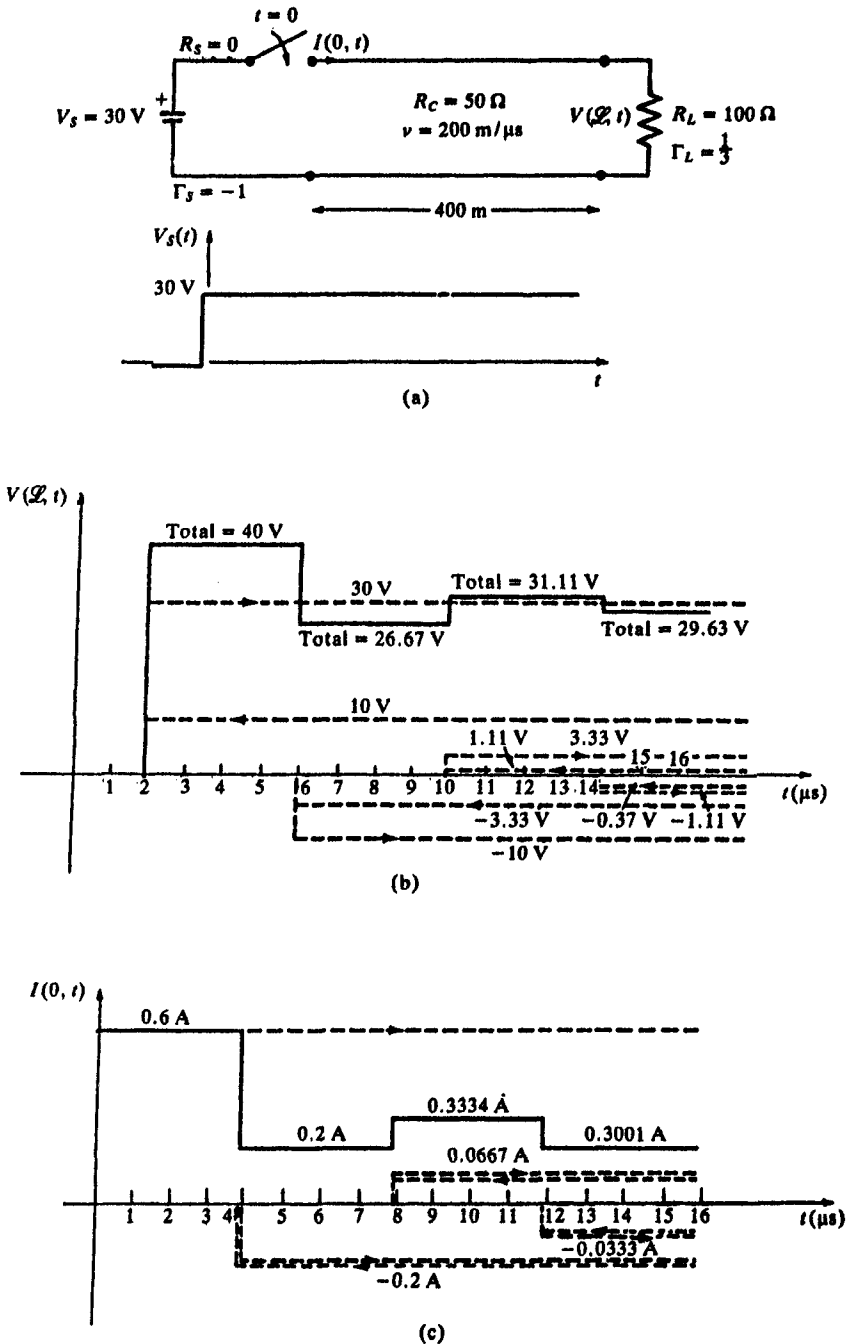 t = 0
R_S = 0
I(0, t)
V_S = 30 V
+
R_C = 50 Ω
v = 200 m/μs
V(ℒ, t)
R_L = 100 Ω
Γ_L = 1/3
Γ_S = −1
400 m
V_S(t)
30 V
t
(a)
V(ℒ, t)
Total = 40 V
30 V
Total = 31.11 V
Total = 26.67 V
Total = 29.63 V
10 V
1.11 V
3.33 V
15 16
1 2 3 4 5 6 7 8 9 10 11 12 13 14
t(μs)
−3.33 V
−0.37 V
−1.11 V
−10 V
(b)
I(0, t)
0.6 A
0.3334 A
0.2 A
0.3001 A
0.0667 A
1 2 3 4 5 6 7 8 9 10 11 12 13 14 15 16
t(μs)
−0.0333 A
−0.2 A
(c)